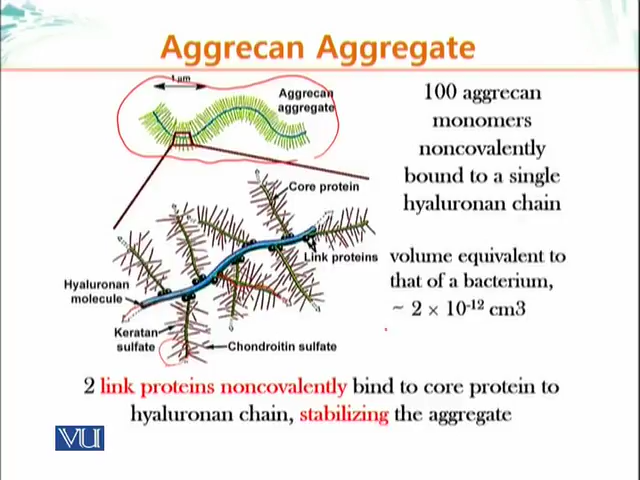 Aggrecan Aggregate
1 μm
Aggrecan
aggregate
Core protein
Link proteins
Hyaluronan
molecule
Keratan
sulfate
Chondroitin sulfate
100 aggrecan
monomers
noncovalently
bound to a single
hyaluronan chain
volume equivalent to
that of a bacterium,
~ 2 × 10⁻¹² cm3
2 link proteins noncovalently bind to core protein to
hyaluronan chain, stabilizing the aggregate
VU